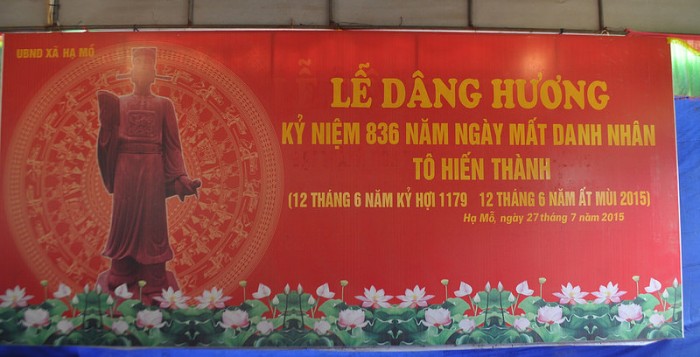 UBND XÃ HẠ MỖ
LỄ DÂNG HƯƠNG
KỶ NIỆM 836 NĂM NGÀY MẤT DANH NHÂN
TÔ HIẾN THÀNH
(12 THÁNG 6 NĂM KỶ HỢI 1179 12 THÁNG 6 NĂM ẤT MÙI 2015)
Hạ Mỗ, ngày 27 tháng 7 năm 2015